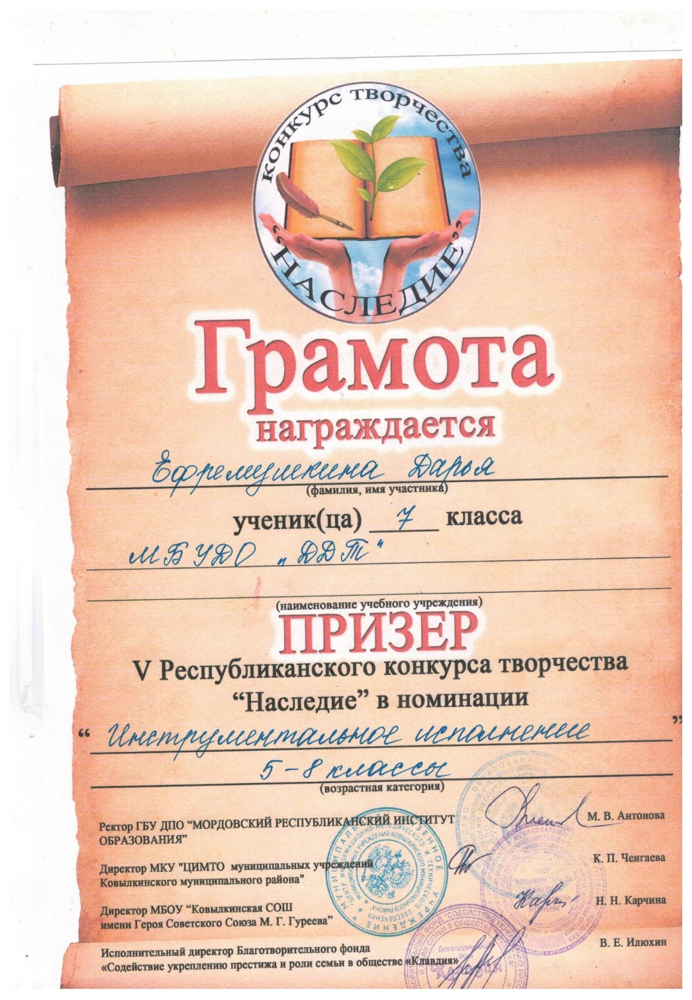 конкурс творчества
“НАСЛЕДИЕ”
Грамота
награждается
Ефремушкина Дарья
(фамилия, имя участника)
ученик(ца) 7 класса
МБУДО „ДДТ“
(наименование учебного учреждения)
ПРИЗЕР
V Республиканского конкурса творчества
“Наследие” в номинации
“ Инструментальное исполнение ”
5-8 классы
(возрастная категория)
Ректор ГБУ ДПО “МОРДОВСКИЙ РЕСПУБЛИКАНСКИЙ ИНСТИТУТ
ОБРАЗОВАНИЯ”
М. В. Антонова
Директор МКУ "ЦИМТО муниципальных учреждений
Ковылкинского муниципального района"
К. П. Ченгаева
Директор МБОУ “Ковылкинская СОШ
имени Героя Советского Союза М. Г. Гуреева”
Н. Н. Карчина
Исполнительный директор Благотворительного фонда
«Содействие укреплению престижа и роли семьи в обществе «Клавдия»
В. Е. Илюхин